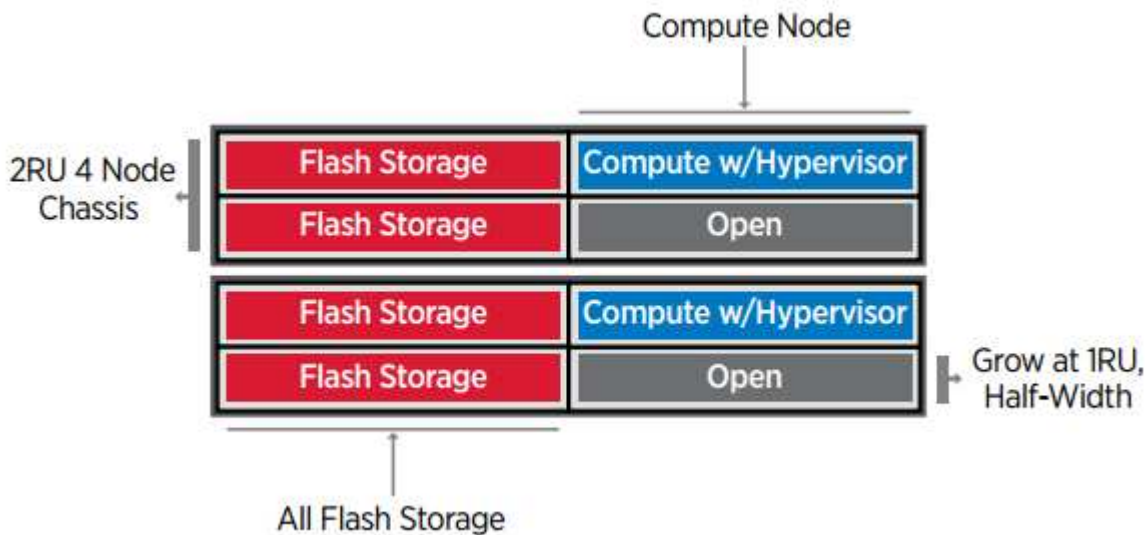 Compute Node
2RU 4 Node
Chassis
Flash Storage
Compute w/Hypervisor
Flash Storage
Open
Flash Storage
Compute w/Hypervisor
Flash Storage
Open
Grow at 1RU,
Half-Width
All Flash Storage